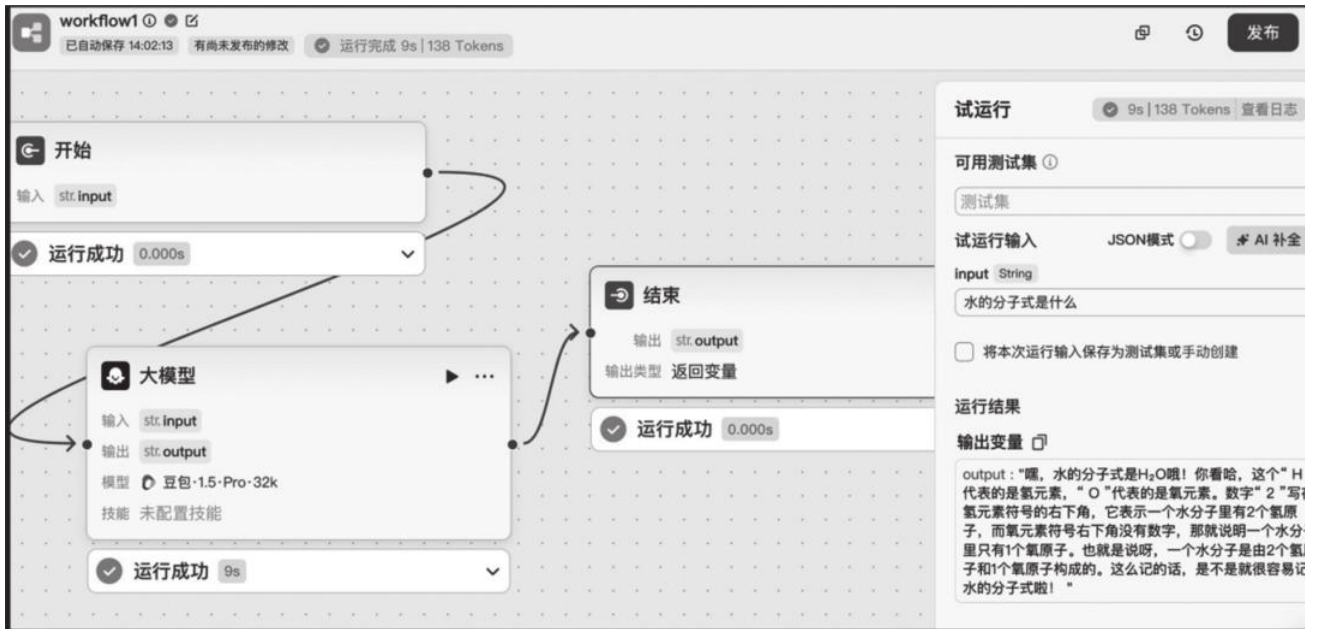 workflow1
已自动保存 14:02:13 有尚未发布的修改 运行完成 9s | 138 Tokens
发布
开始
输入 str.input
运行成功 0.000s
大模型
输入 str.input
输出 str.output
模型 豆包·1.5·Pro·32k
技能 未配置技能
运行成功 9s
结束
输出 str.output
输出类型 返回变量
运行成功 0.000s
试运行 9s | 138 Tokens 查看日志
可用测试集
测试集
试运行输入 JSON模式 AI 补全
input String
水的分子式是什么
将本次运行输入保存为测试集或手动创建
运行结果
输出变量
output : "嘿，水的分子式是H₂O哦！你看哈，这个“ H
代表的是氢元素，“ O ”代表的是氧元素。数字“ 2 ”写在
氢元素符号的右下角，它表示一个水分子里有2个氢原
子，而氧元素符号右下角没有数字，那就说明一个水分
里只有1个氧原子。也就是说呀，一个水分子是由2个氢
子和1个氧原子构成的。这么记的话，是不是就很容易记
水的分子式啦！ "